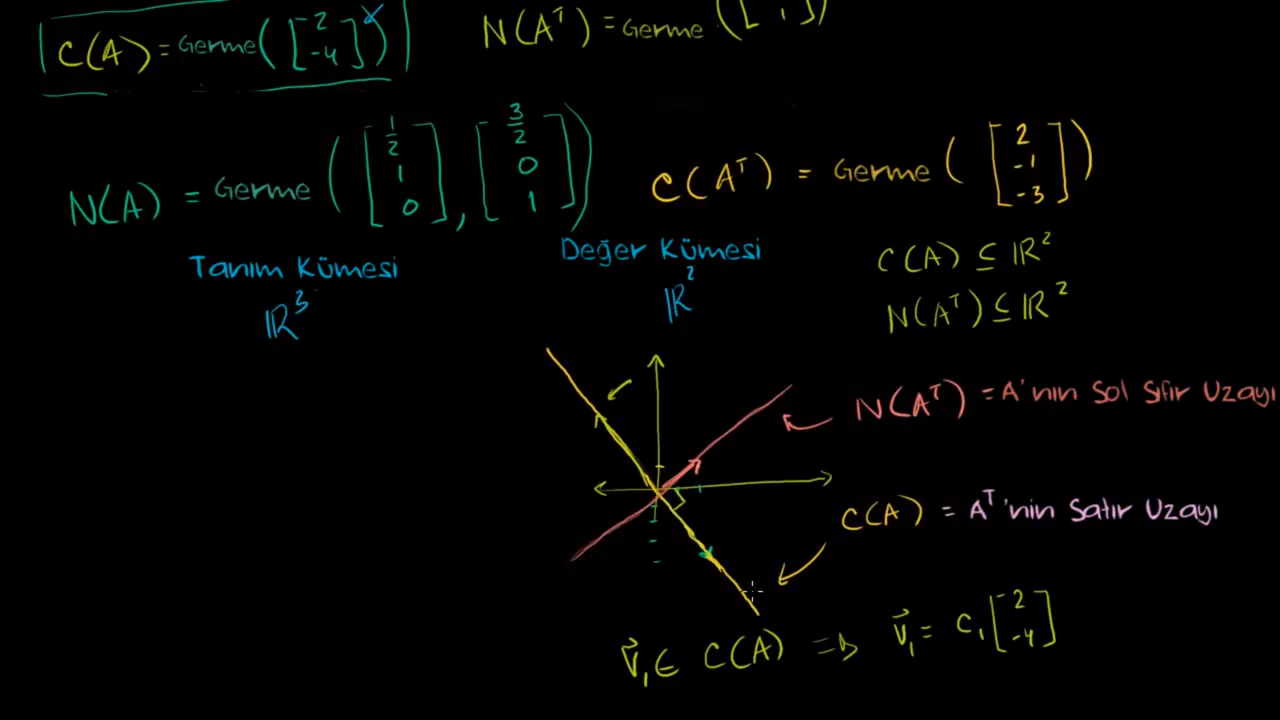 C(A) = Germe([2 -4])
N(Aᵀ) = Germe([ 1 ])
N(A) = Germe([1/2 1 0], [3/2 0 1])
C(Aᵀ) = Germe([2 -1 -3])
Tanım Kümesi
ℝ³
Değer Kümesi
ℝ²
C(A) ⊆ ℝ²
N(Aᵀ) ⊆ ℝ²
N(Aᵀ) = A'nın Sol Sıfır Uzayı
C(A) = Aᵀ'nin Satır Uzayı
v⃗₁ ∈ C(A) ⇒ v⃗₁ = C₁[2 -4]